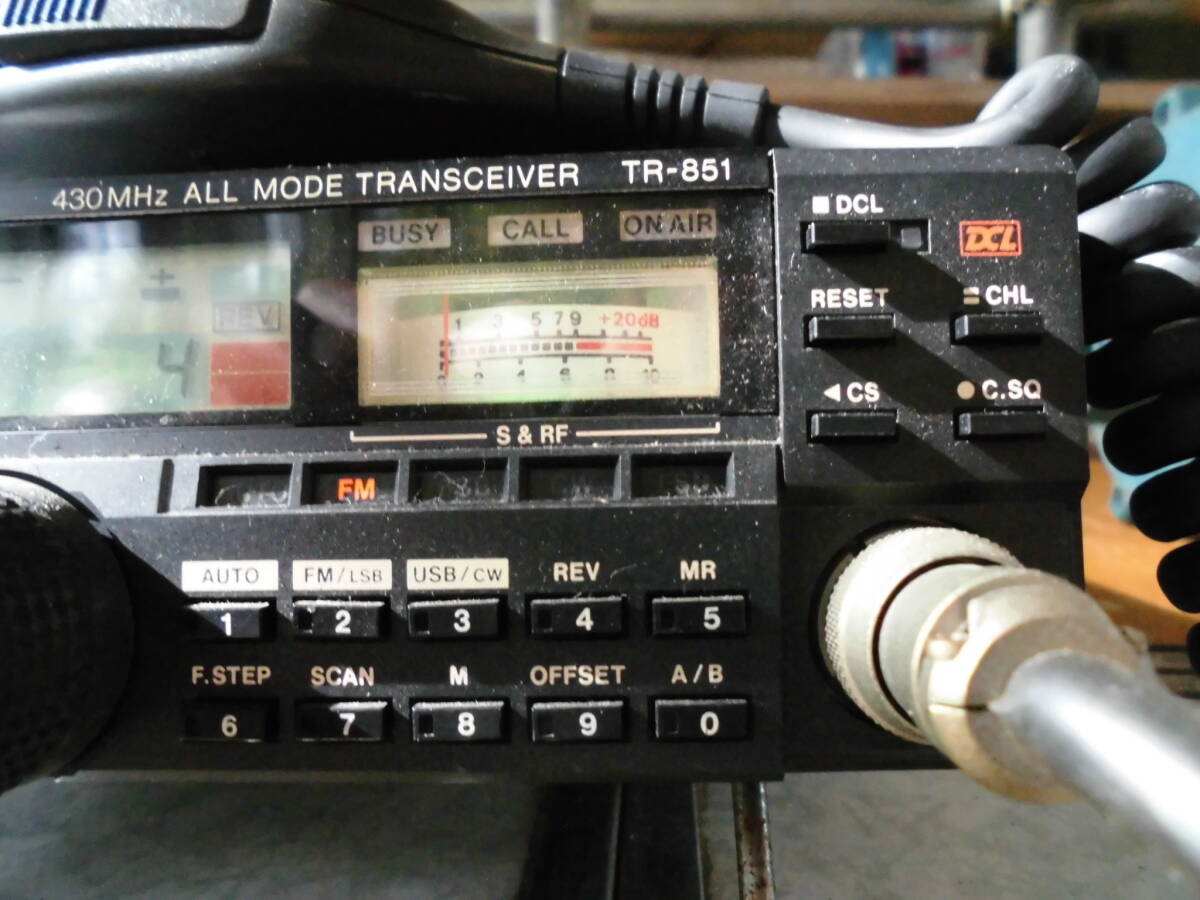 430MHz ALL MODE TRANSCEIVER TR-851
BUSY CALL ON AIR
■ DCL
DCL
+
REV
4
1 3 5 7 9 +20dB
0 2 4 6 8 10
S & RF
RESET
CHL
◀ CS
● C.SQ
FM
AUTO FM/LSB USB/CW REV MR
1 2 3 4 5
F.STEP SCAN M OFFSET A/B
6 7 8 9 0